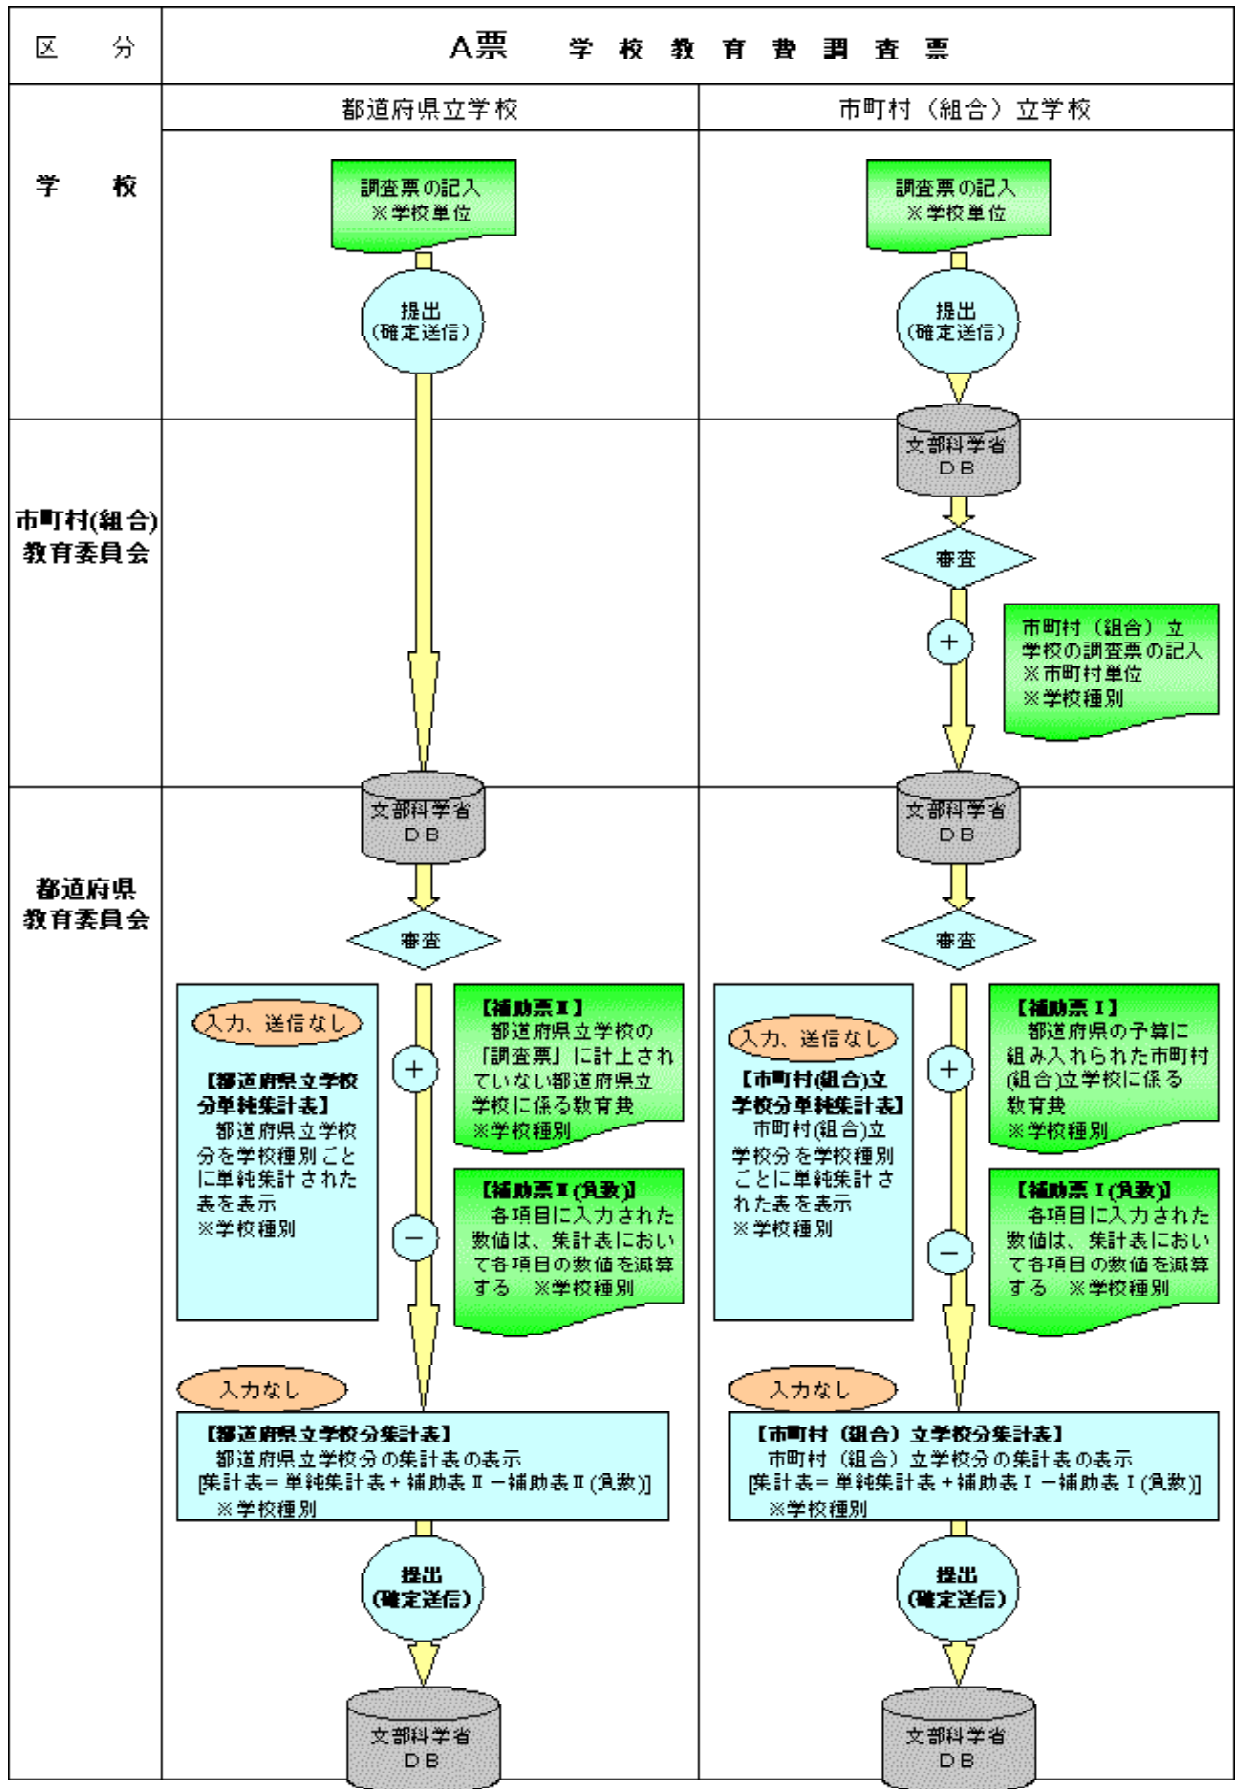 区　分
A票　学校教育費調査票
都道府県立学校
市町村（組合）立学校
学　校
調査票の記入
※学校単位
提出
(確定送信)
調査票の記入
※学校単位
提出
(確定送信)
市町村(組合)
教育委員会
文部科学省
ＤＢ
審査
＋
市町村（組合）立
学校の調査票の記入
※市町村単位
※学校種別
都道府県
教育委員会
文部科学省
ＤＢ
審査
入力、送信なし
【都道府県立学校
分単純集計表】
都道府県立学校
分を学校種別ごと
に単純集計された
表を表示
※学校種別
＋
－
【補助票Ⅱ】
都道府県立学校の
「調査票」に計上され
ていない都道府県立
学校に係る教育費
※学校種別
【補助票Ⅱ(負数)】
各項目に入力された
数値は、集計表におい
て各項目の数値を減算
する　※学校種別
入力なし
【都道府県立学校分集計表】
都道府県立学校分の集計表の表示
[集計表=単純集計表+補助表Ⅱ－補助表Ⅱ(負数)]
※学校種別
提出
(確定送信)
文部科学省
ＤＢ
文部科学省
ＤＢ
審査
入力、送信なし
【市町村(組合)立
学校分単純集計表】
市町村(組合)立
学校分を学校種別
ごとに単純集計さ
れた表を表示
※学校種別
＋
－
【補助票Ⅰ】
都道府県の予算に
組み入れられた市町村
(組合)立学校に係る
教育費
※学校種別
【補助票Ⅰ(負数)】
各項目に入力された
数値は、集計表におい
て各項目の数値を減算
する　※学校種別
入力なし
【市町村（組合）立学校分集計表】
市町村（組合）立学校分の集計表の表示
[集計表=単純集計表+補助表Ⅰ－補助表Ⅰ(負数)]
※学校種別
提出
(確定送信)
文部科学省
ＤＢ